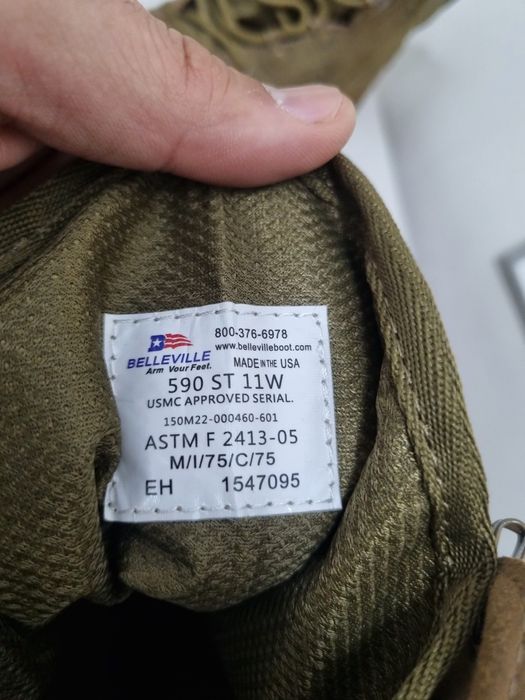 800-376-6978
www.bellevilleboot.com
BELLEVILLE
MADE IN THE USA
Arm Your Feet.
590 ST 11W
USMC APPROVED SERIAL.
150M22-000460-601
ASTM F 2413-05
M/I/75/C/75
EH 1547095